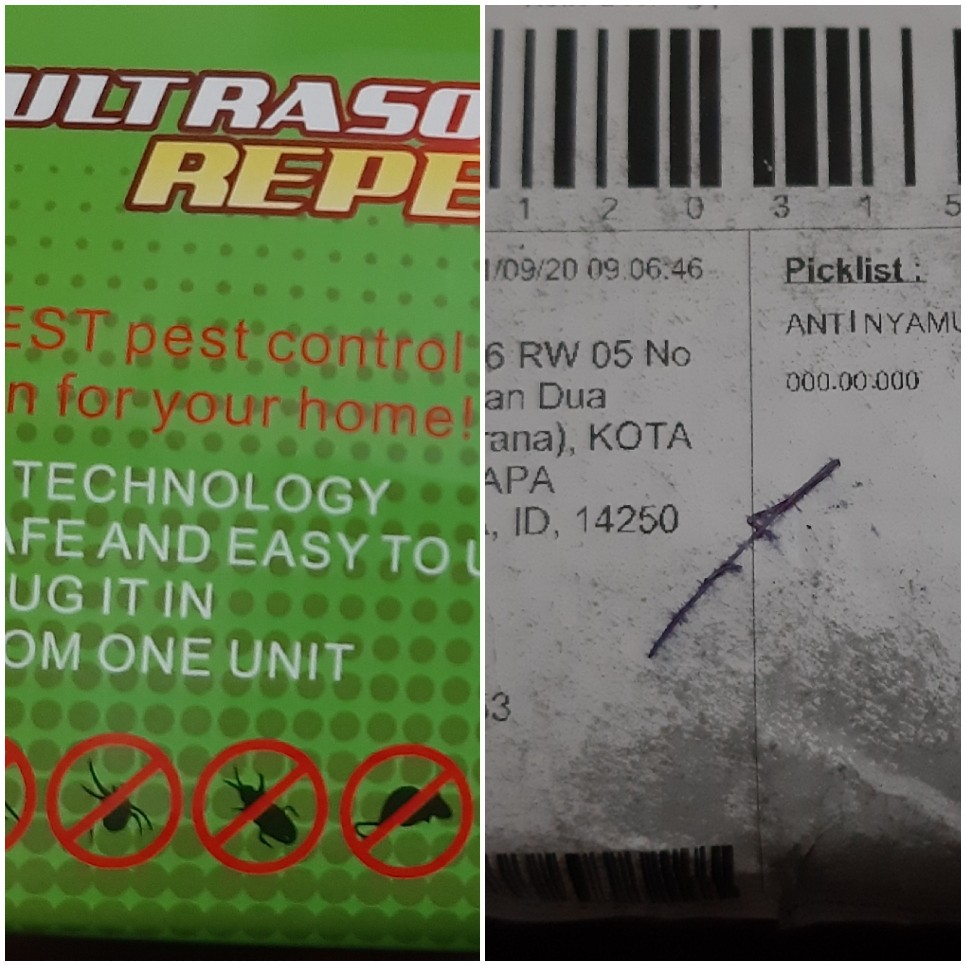 ULTRASO
REPE
EST pest control
n for your home!
TECHNOLOGY
AFE AND EASY TO U
UG IT IN
OM ONE UNIT
1 2 0 3 1 5
1/09/20 09:06:46
6 RW 05 No
an Dua
rana), KOTA
APA
, ID, 14250
33
Picklist :
ANTI NYAMU
000.00.000